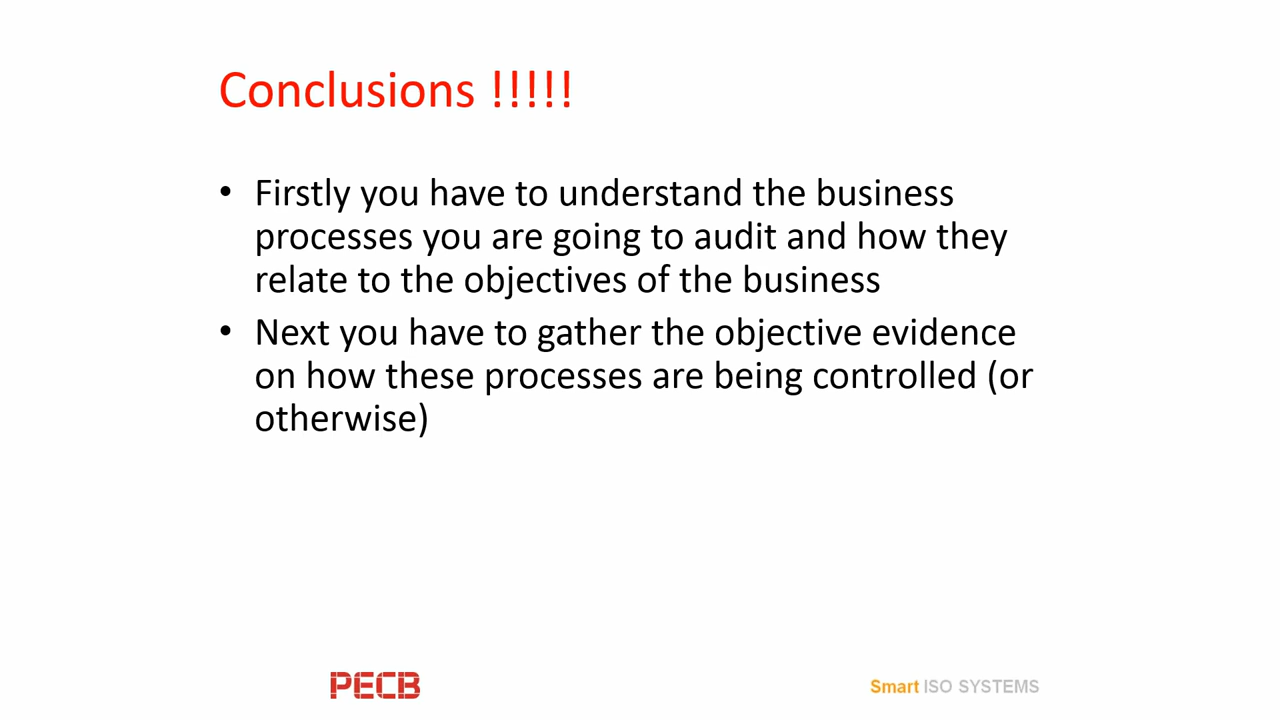 Conclusions !!!!!
• Firstly you have to understand the business
processes you are going to audit and how they
relate to the objectives of the business
• Next you have to gather the objective evidence
on how these processes are being controlled (or
otherwise)
PECB
Smart ISO SYSTEMS